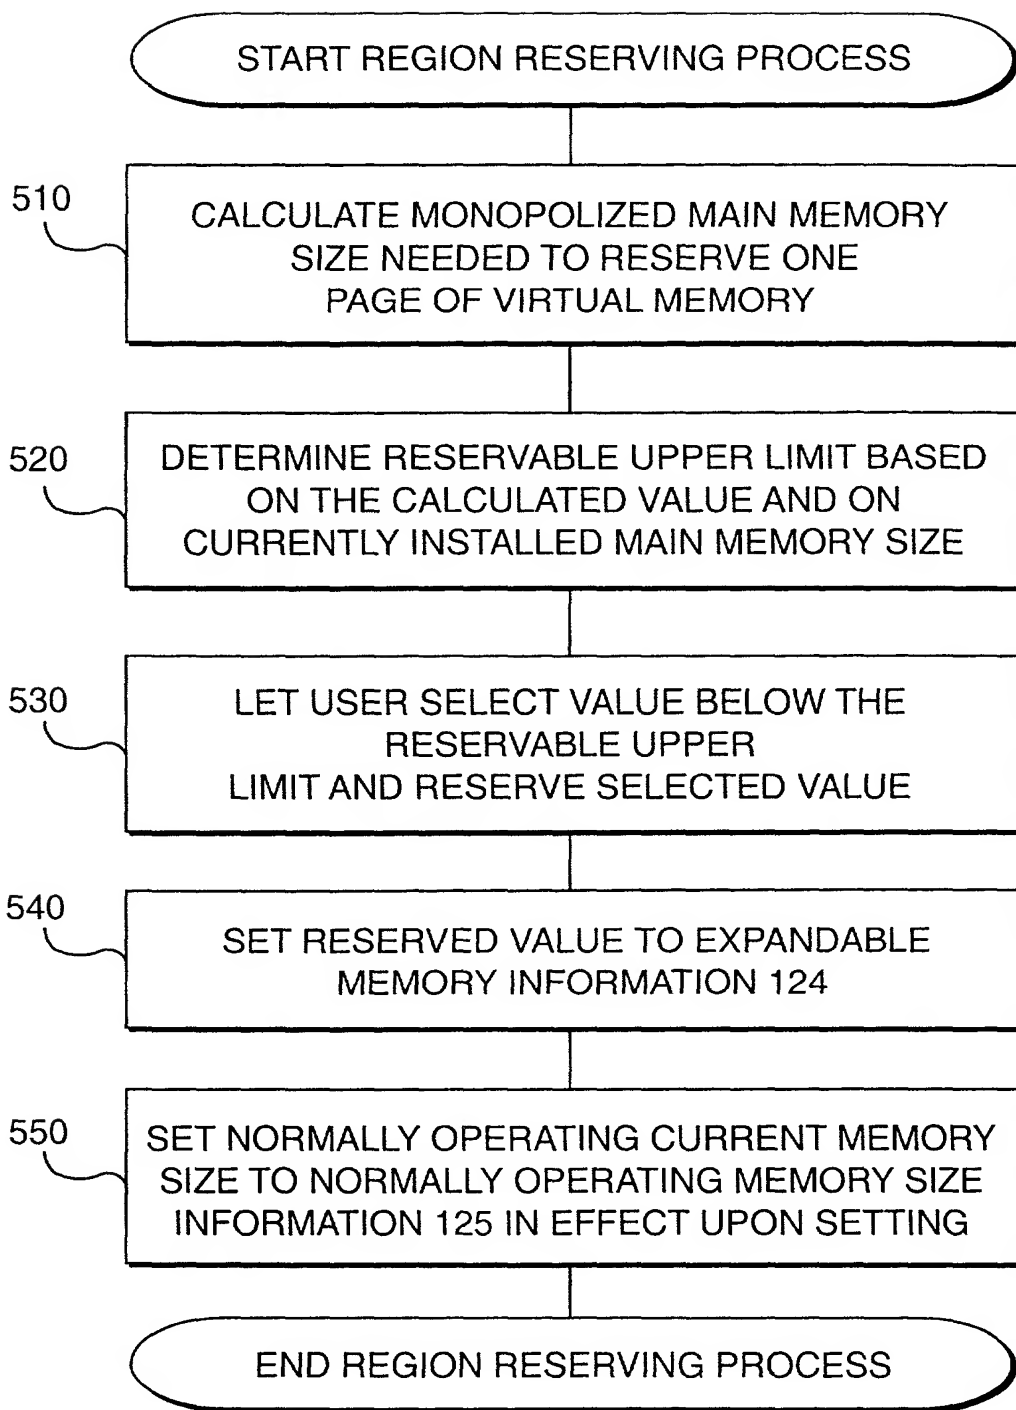 START REGION RESERVING PROCESS
510
CALCULATE MONOPOLIZED MAIN MEMORY
SIZE NEEDED TO RESERVE ONE
PAGE OF VIRTUAL MEMORY
520
DETERMINE RESERVABLE UPPER LIMIT BASED
ON THE CALCULATED VALUE AND ON
CURRENTLY INSTALLED MAIN MEMORY SIZE
530
LET USER SELECT VALUE BELOW THE
RESERVABLE UPPER
LIMIT AND RESERVE SELECTED VALUE
540
SET RESERVED VALUE TO EXPANDABLE
MEMORY INFORMATION 124
550
SET NORMALLY OPERATING CURRENT MEMORY
SIZE TO NORMALLY OPERATING MEMORY SIZE
INFORMATION 125 IN EFFECT UPON SETTING
END REGION RESERVING PROCESS